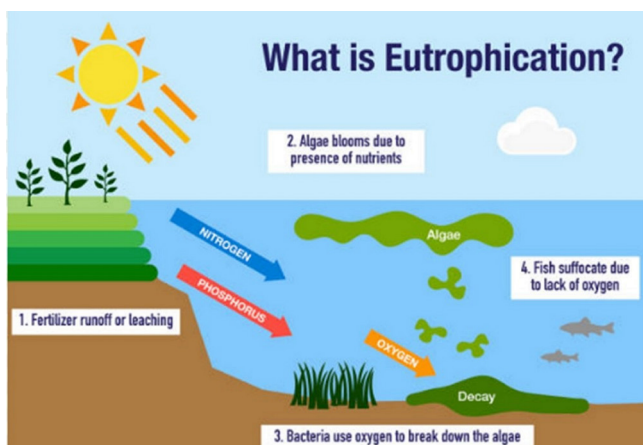 What is Eutrophication?
2. Algae blooms due to
presence of nutrients
NITROGEN
Algae
PHOSPHORUS
4. Fish suffocate due
to lack of oxygen
1. Fertilizer runoff or leaching
OXYGEN
Decay
3. Bacteria use oxygen to break down the algae